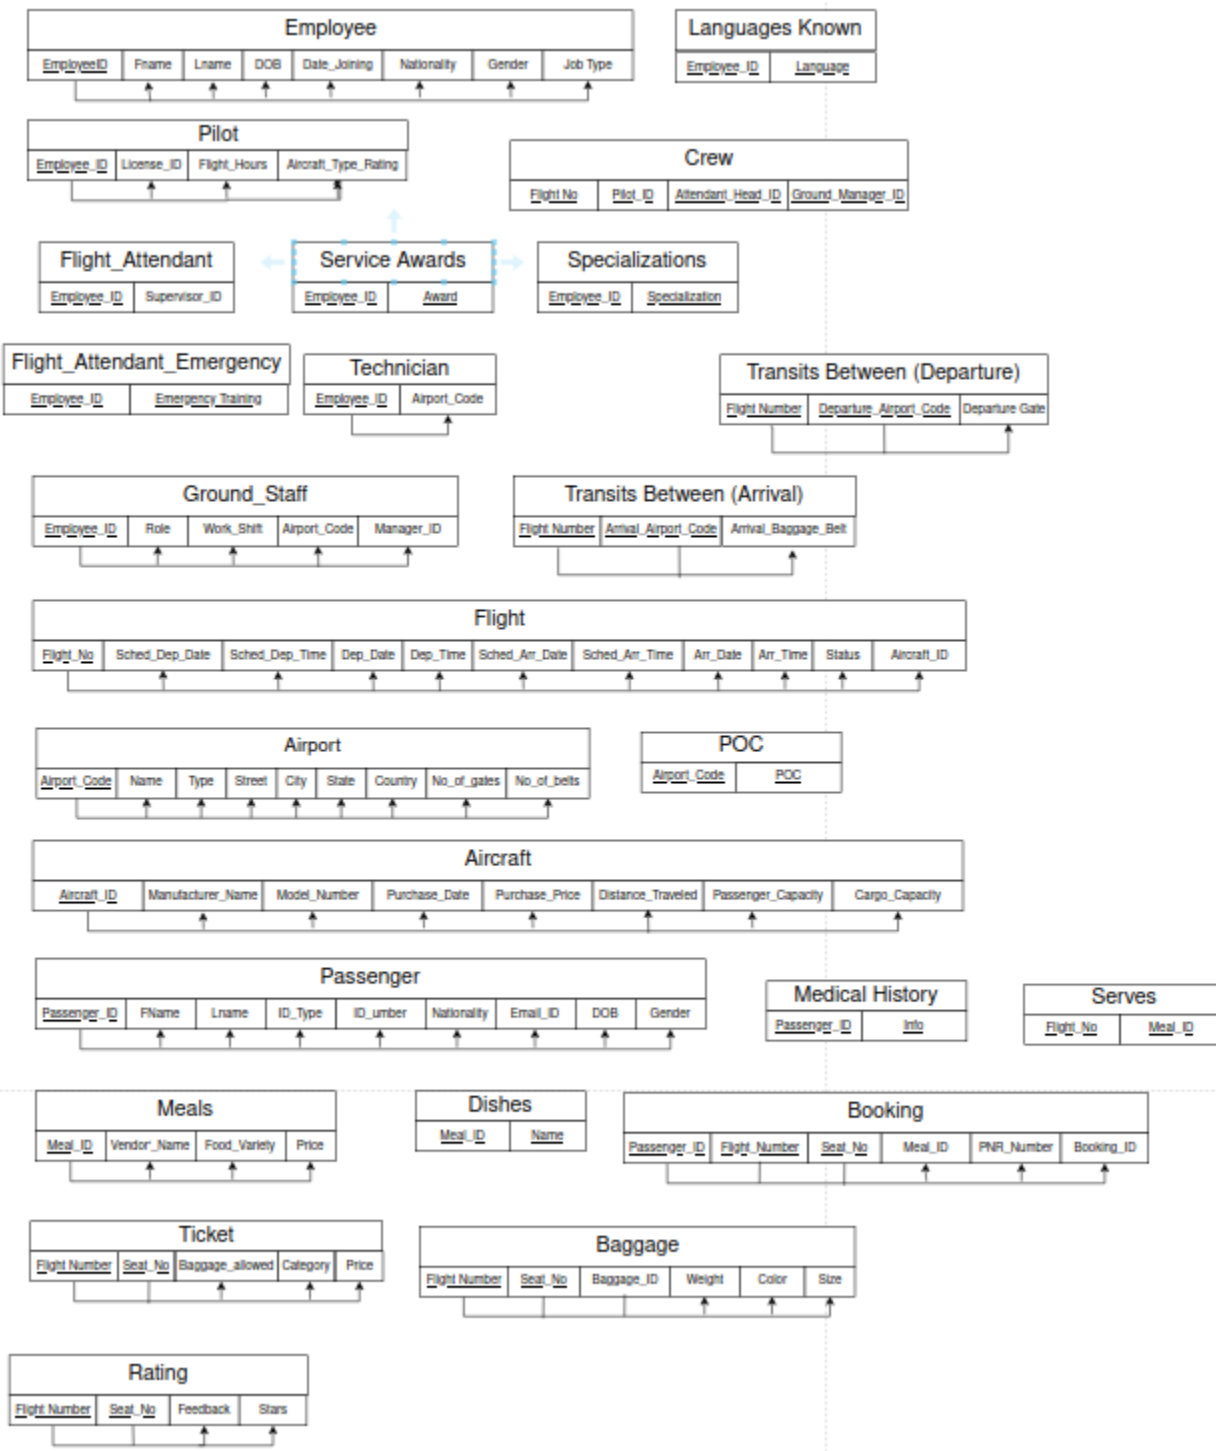 Employee
EmployeeID Fname Lname DOB Date_Joining Nationality Gender Job Type
Languages Known
Employee_ID Language
Pilot
Employee_ID License_ID Flight_Hours Aircraft_Type_Rating
Crew
Flight No Pilot_ID Attendant_Head_ID Ground_Manager_ID
Flight_Attendant
Employee_ID Supervisor_ID
Service Awards
Employee_ID Award
Specializations
Employee_ID Specialization
Flight_Attendant_Emergency
Employee_ID Emergency Training
Technician
Employee_ID Airport_Code
Transits Between (Departure)
Flight Number Departure_Airport_Code Departure Gate
Ground_Staff
Employee_ID Role Work_Shift Airport_Code Manager_ID
Transits Between (Arrival)
Flight Number Arrival_Airport_Code Arrival_Baggage_Belt
Flight
Flight_No Sched_Dep_Date Sched_Dep_Time Dep_Date Dep_Time Sched_Arr_Date Sched_Arr_Time Arr_Date Arr_Time Status Aircraft_ID
Airport
Airport_Code Name Type Street City State Country No_of_gates No_of_belts
POC
Airport_Code POC
Aircraft
Aircraft_ID Manufacturer_Name Model_Number Purchase_Date Purchase_Price Distance_Traveled Passenger_Capacity Cargo_Capacity
Passenger
Passenger_ID FName Lname ID_Type ID_umber Nationality Email_ID DOB Gender
Medical History
Passenger_ID Info
Serves
Flight_No Meal_ID
Meals
Meal_ID Vendor_Name Food_Variety Price
Dishes
Meal_ID Name
Booking
Passenger_ID Flight_Number Seat_No Meal_ID PNR_Number Booking_ID
Ticket
Flight Number Seat_No Baggage_allowed Category Price
Baggage
Flight Number Seat_No Baggage_ID Weight Color Size
Rating
Flight Number Seat_No Feedback Stars